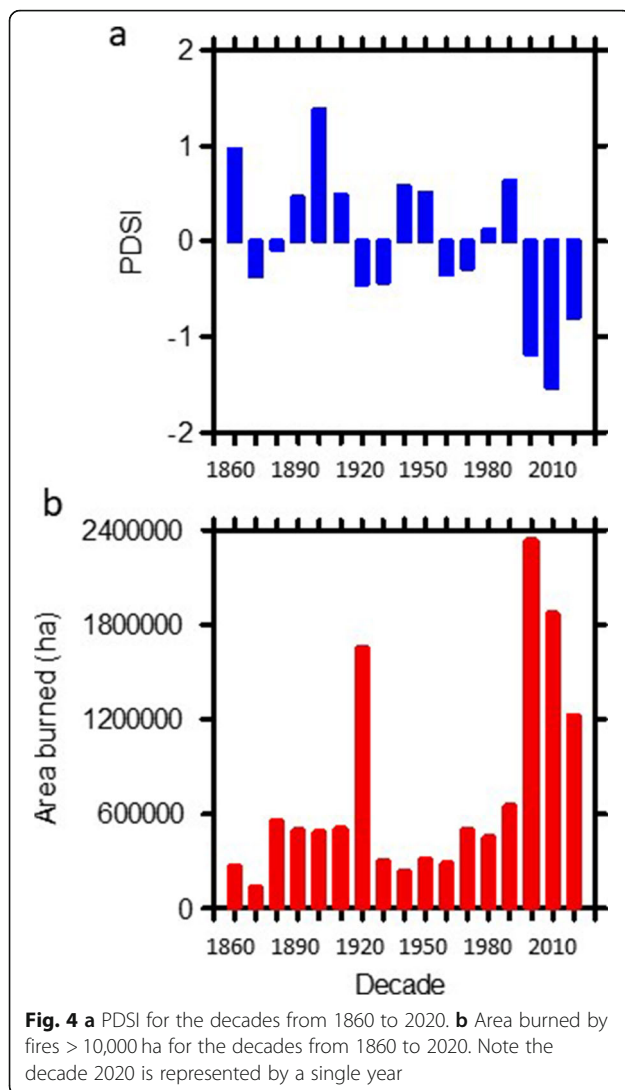 a
2
1
0
-1
-2
PDSI
1860 1890 1920 1950 1980 2010
b
2400000
1800000
1200000
600000
0
Area burned (ha)
1860 1890 1920 1950 1980 2010
Decade
Fig. 4 a PDSI for the decades from 1860 to 2020. b Area burned by
fires > 10,000 ha for the decades from 1860 to 2020. Note the
decade 2020 is represented by a single year